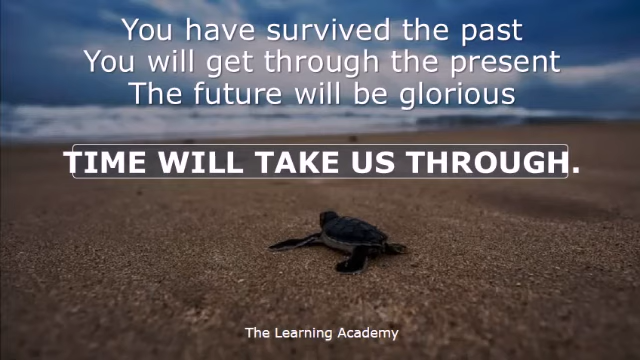 You have survived the past
You will get through the present
The future will be glorious
TIME WILL TAKE US THROUGH.
The Learning Academy